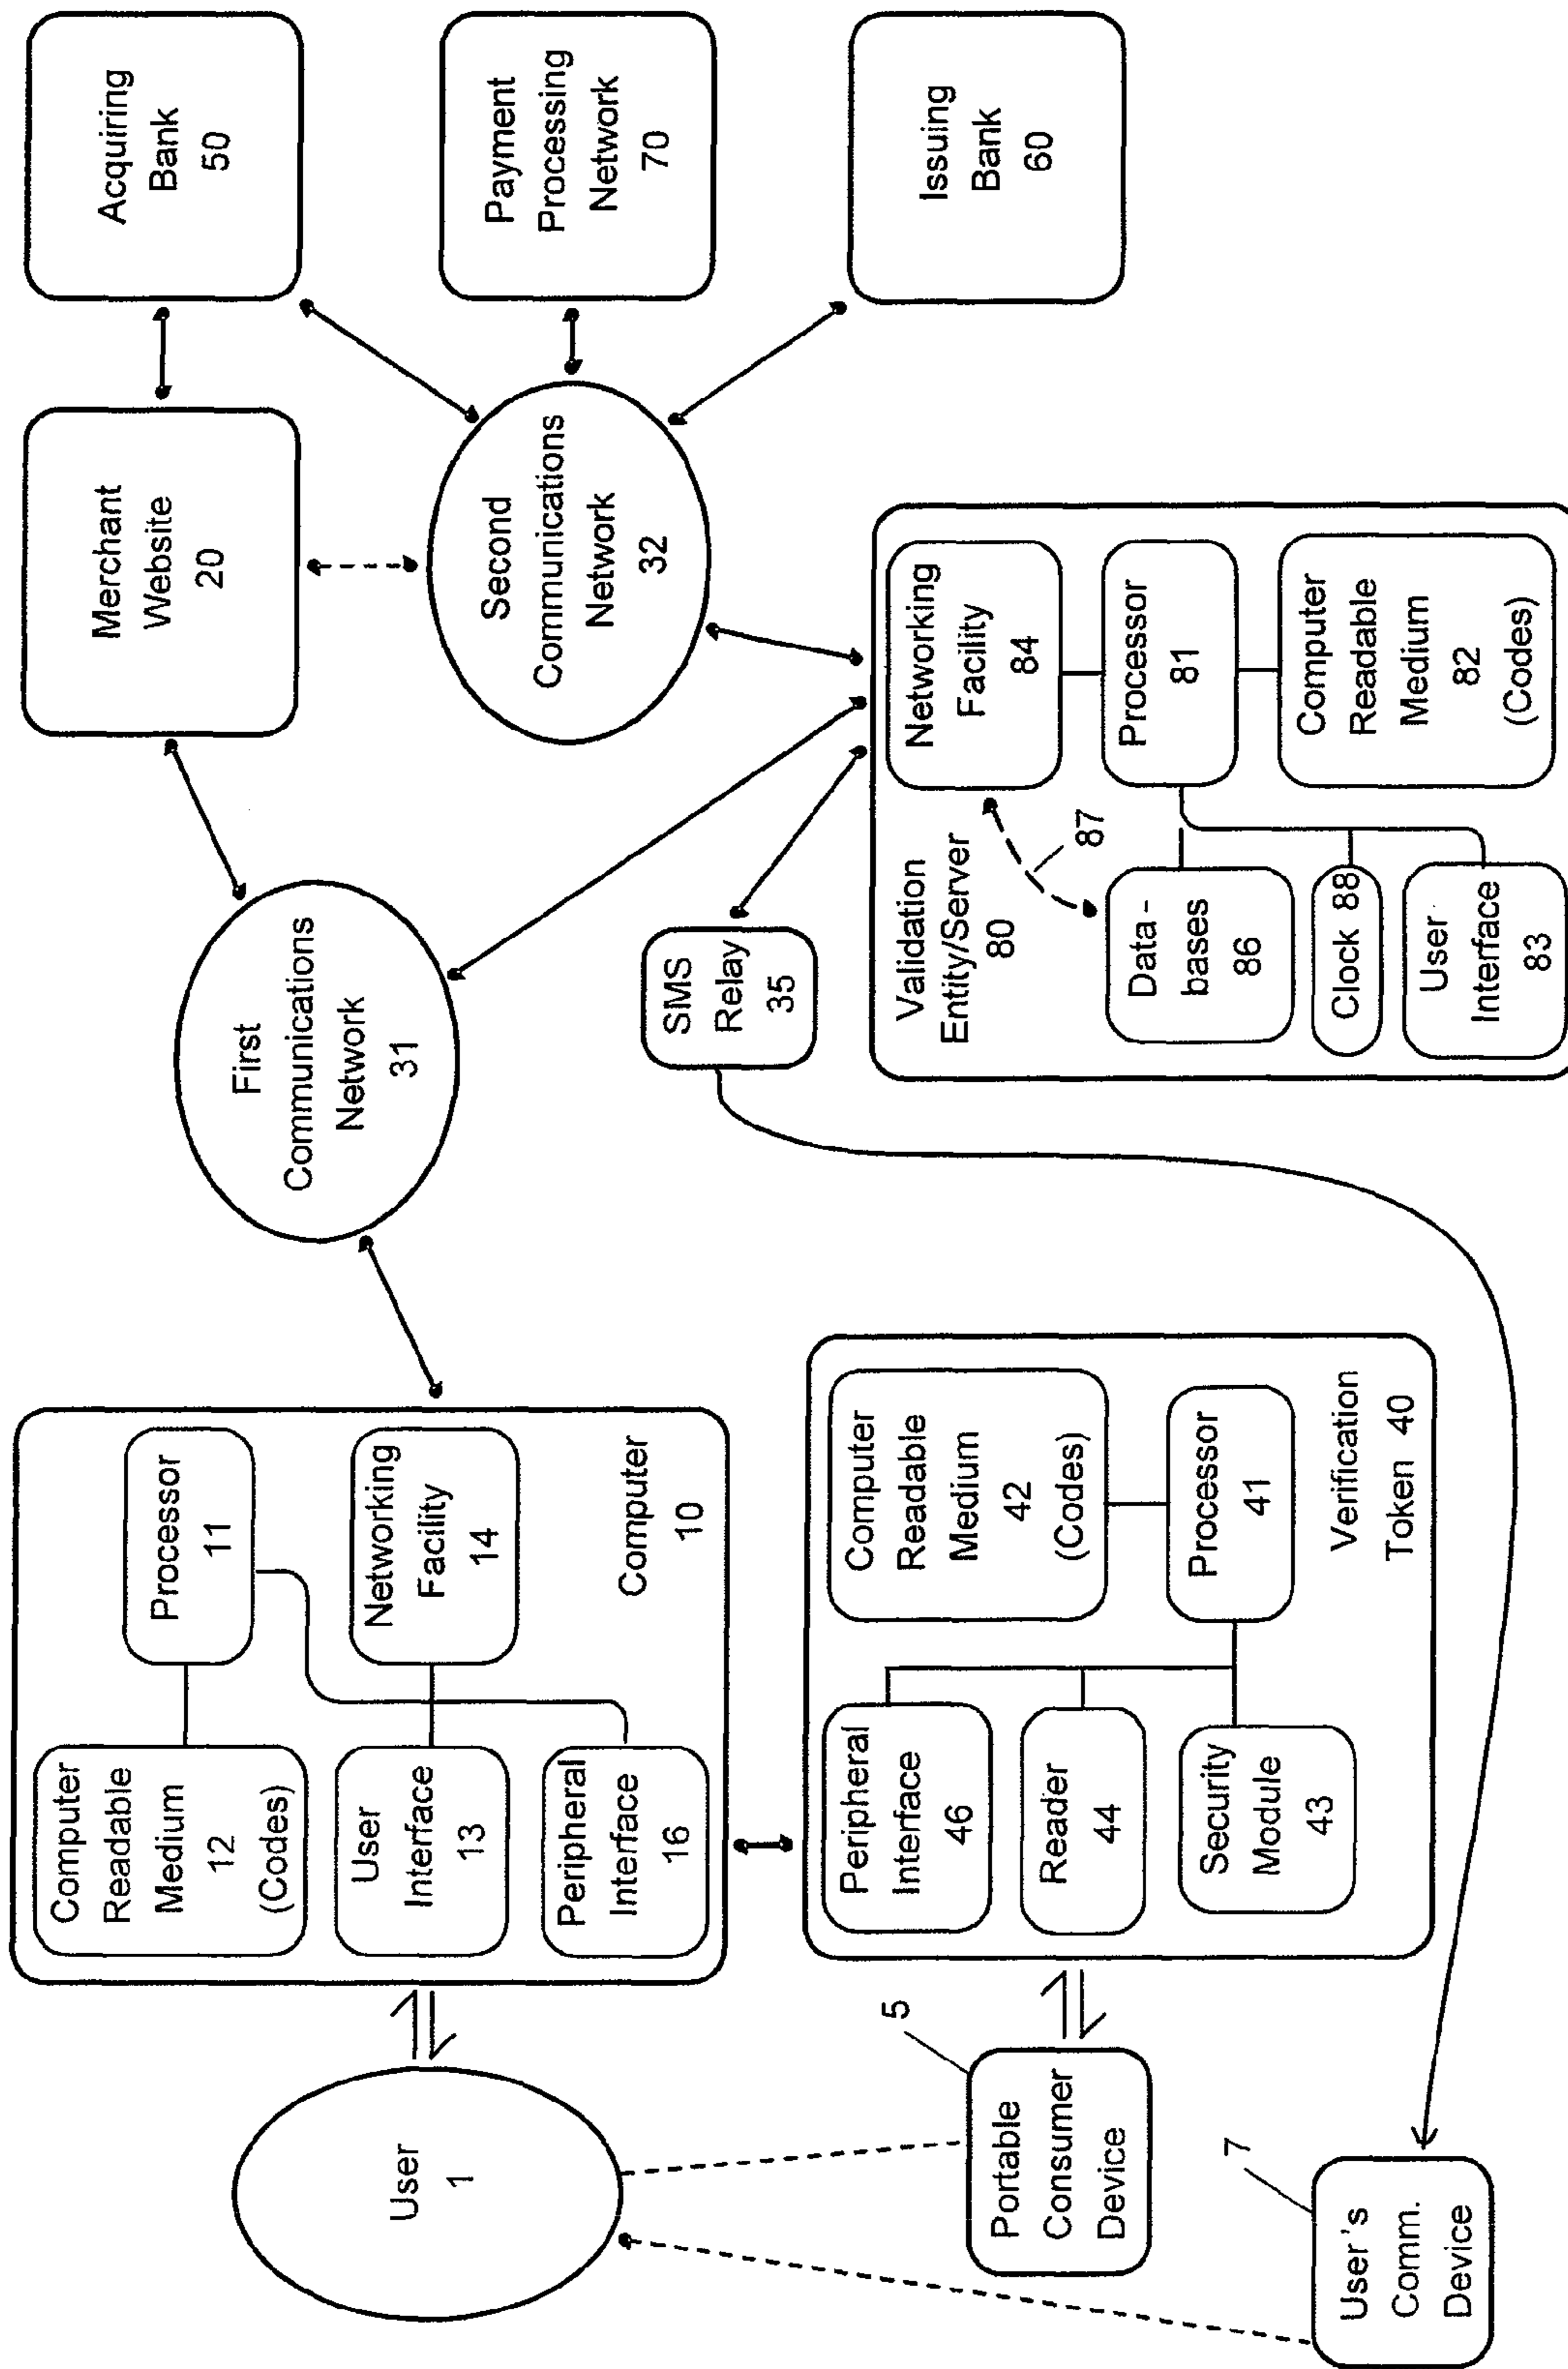 User
1
Computer
Readable
Medium
12
(Codes)
Processor
11
User
Interface
13
Networking
Facility
14
Peripheral
Interface
16
Computer
10
First
Communications
Network
31
Merchant
Website
20
Acquiring
Bank
50
Second
Communications
Network
32
Payment
Processing
Network
70
Issuing
Bank
60
Portable
Consumer
Device
5
Peripheral
Interface
46
Computer
Readable
Medium
42
(Codes)
Reader
44
Processor
41
Security
Module
43
Verification
Token 40
SMS
Relay
35
Validation
Entity/Server
80
Networking
Facility
84
87
Data-
bases
86
Processor
81
Clock 88
User
Interface
83
Computer
Readable
Medium
82
(Codes)
User's
Comm.
Device
7